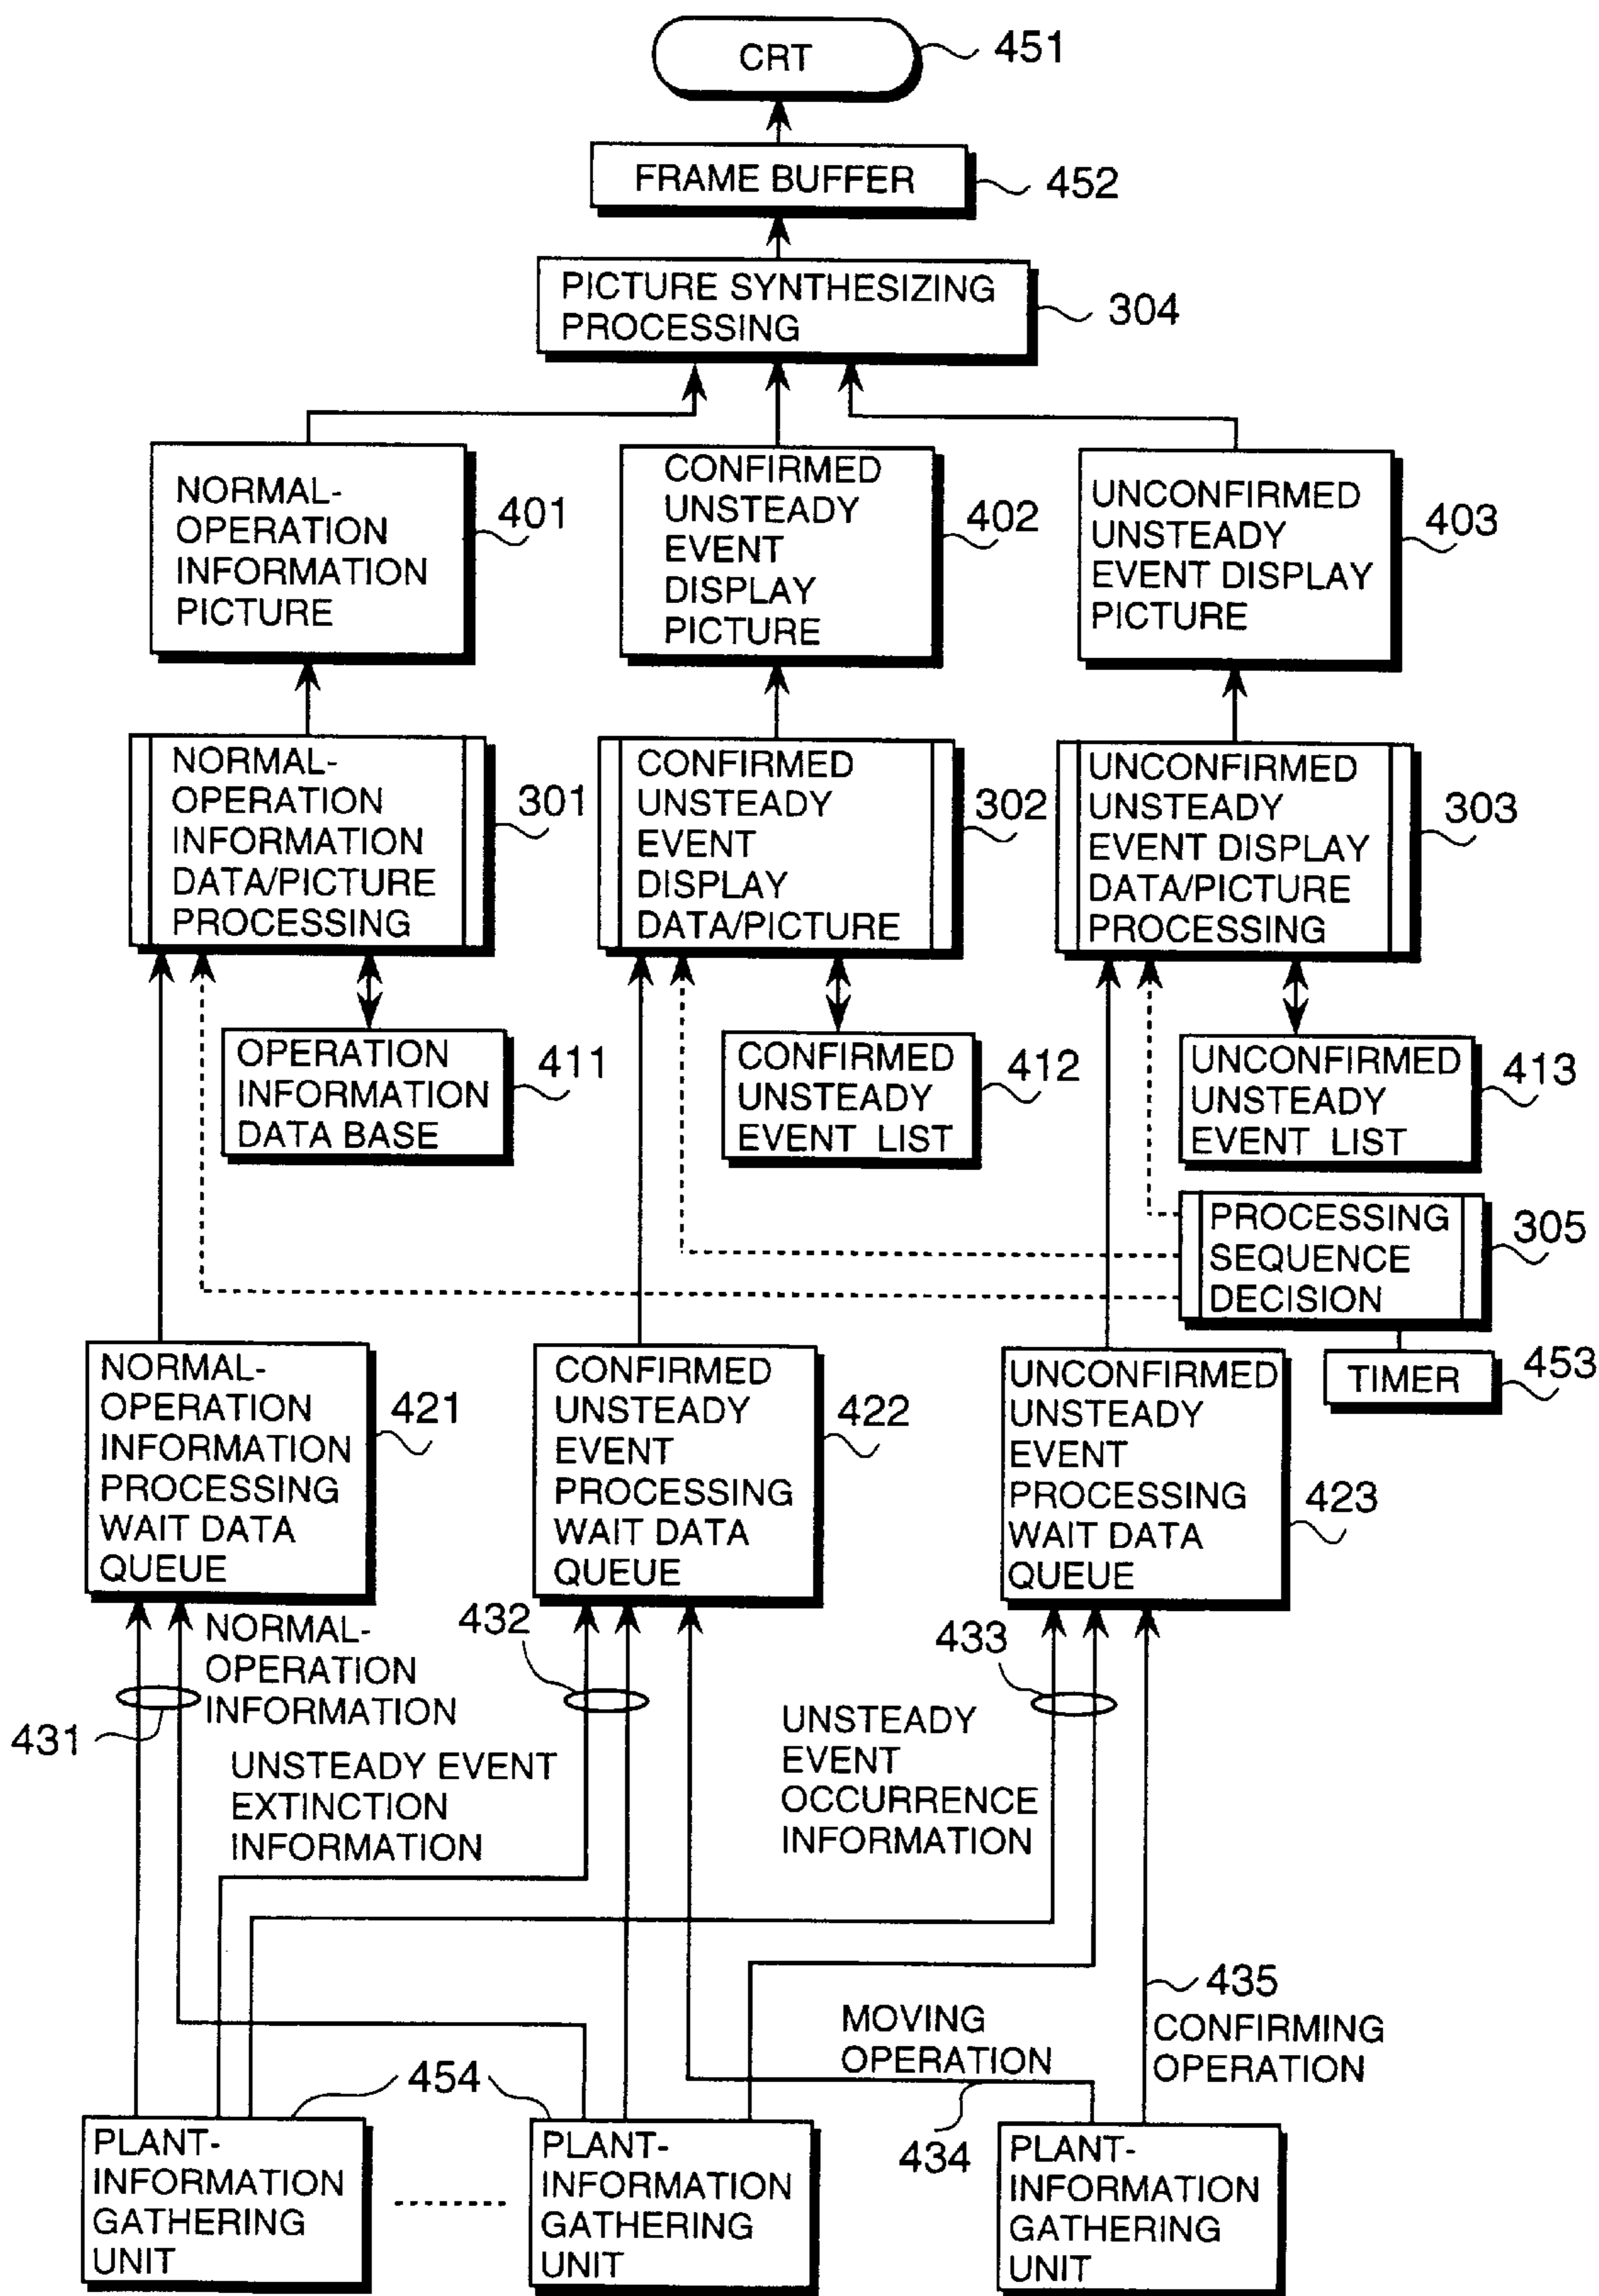 CRT
451
FRAME BUFFER
452
PICTURE SYNTHESIZING
PROCESSING
304
NORMAL-
OPERATION
INFORMATION
PICTURE
401
CONFIRMED
UNSTEADY
EVENT
DISPLAY
PICTURE
402
UNCONFIRMED
UNSTEADY
EVENT DISPLAY
PICTURE
403
NORMAL-
OPERATION
INFORMATION
DATA/PICTURE
PROCESSING
301
CONFIRMED
UNSTEADY
EVENT
DISPLAY
DATA/PICTURE
302
UNCONFIRMED
UNSTEADY
EVENT DISPLAY
DATA/PICTURE
PROCESSING
303
OPERATION
INFORMATION
DATA BASE
411
CONFIRMED
UNSTEADY
EVENT LIST
412
UNCONFIRMED
UNSTEADY
EVENT LIST
413
PROCESSING
SEQUENCE
DECISION
305
TIMER
453
NORMAL-
OPERATION
INFORMATION
PROCESSING
WAIT DATA
QUEUE
421
CONFIRMED
UNSTEADY
EVENT
PROCESSING
WAIT DATA
QUEUE
422
UNCONFIRMED
UNSTEADY
EVENT
PROCESSING
WAIT DATA
QUEUE
423
431
NORMAL-
OPERATION
INFORMATION
432
UNSTEADY EVENT
EXTINCTION
INFORMATION
433
UNSTEADY
EVENT
OCCURRENCE
INFORMATION
435
CONFIRMING
OPERATION
MOVING
OPERATION
434
454
PLANT-
INFORMATION
GATHERING
UNIT
PLANT-
INFORMATION
GATHERING
UNIT
PLANT-
INFORMATION
GATHERING
UNIT